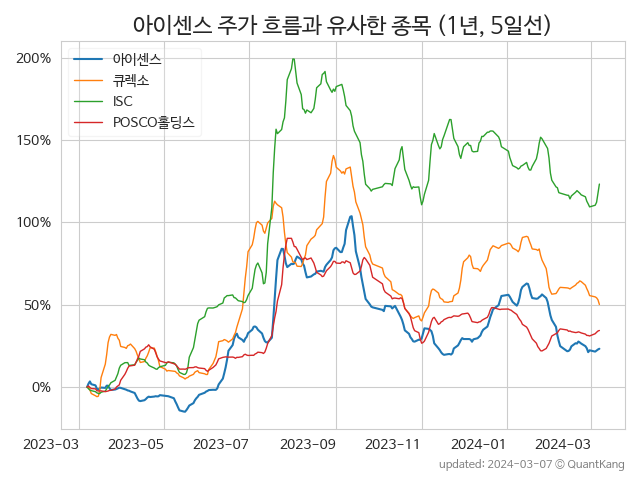 아이센스 주가 흐름과 유사한 종목 (1년, 5일선)
200%
150%
100%
50%
0%
아이센스
큐렉소
ISC
POSCO홀딩스
2023-03 2023-05 2023-07 2023-09 2023-11 2024-01 2024-03
updated: 2024-03-07 © QuantKang